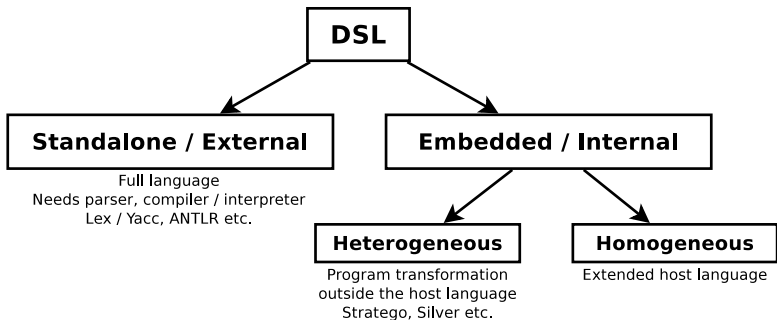 DSL
Standalone / External
Full language
Needs parser, compiler / interpreter
Lex / Yacc, ANTLR etc.
Embedded / Internal
Heterogeneous
Program transformation
outside the host language
Stratego, Silver etc.
Homogeneous
Extended host language